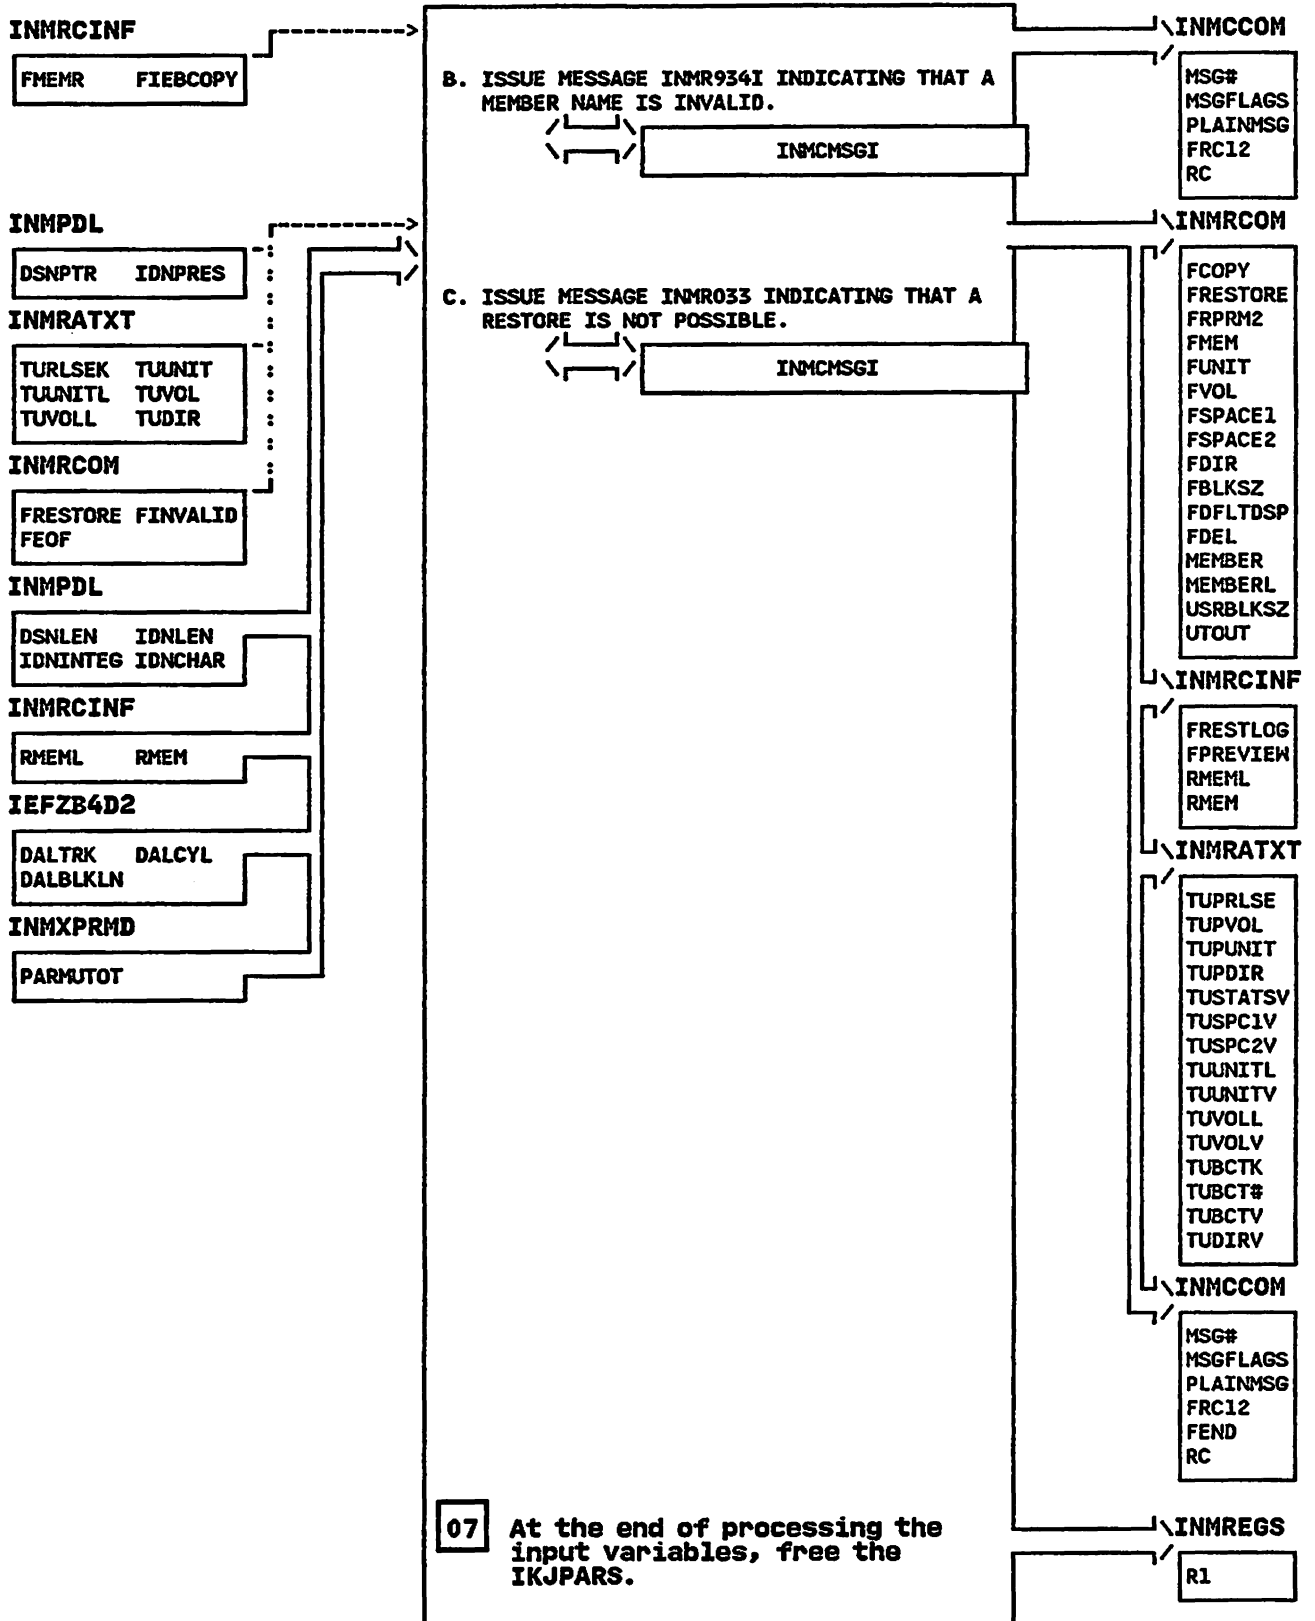 INMRCINF
FMEMR FIEBCOPY
INMPDL
DSNPTR IDNPRES
INMRATXT
TURLSEK TUUNIT
TUUNITL TUVOL
TUVOLL TUDIR
INMRCOM
FRESTORE FINVALID
FEOF
INMPDL
DSNLEN IDNLEN
IDNINTEG IDNCHAR
INMRCINF
RMEML RMEM
IEFZB4D2
DALTRK DALCYL
DALBLKLN
INMXPRMD
PARMUTOT
B. ISSUE MESSAGE INMR934I INDICATING THAT A
MEMBER NAME IS INVALID.
INMCMSGI
C. ISSUE MESSAGE INMR033 INDICATING THAT A
RESTORE IS NOT POSSIBLE.
INMCMSGI
07 At the end of processing the
input variables, free the
IKJPARS.
INMCCOM
MSG#
MSGFLAGS
PLAINMSG
FRC12
RC
INMRCOM
FCOPY
FRESTORE
FRPRM2
FMEM
FUNIT
FVOL
FSPACE1
FSPACE2
FDIR
FBLKSZ
FDFLTDSP
FDEL
MEMBER
MEMBERL
USRBLKSZ
UTOUT
INMRCINF
FRESTLOG
FPREVIEW
RMEML
RMEM
INMRATXT
TUPRLSE
TUPVOL
TUPUNIT
TUPDIR
TUSTATSV
TUSPC1V
TUSPC2V
TUUNITL
TUUNITV
TUVOLL
TUVOLV
TUBCTK
TUBCT#
TUBCTV
TUDIRV
INMCCOM
MSG#
MSGFLAGS
PLAINMSG
FRC12
FEND
RC
INMREGS
R1